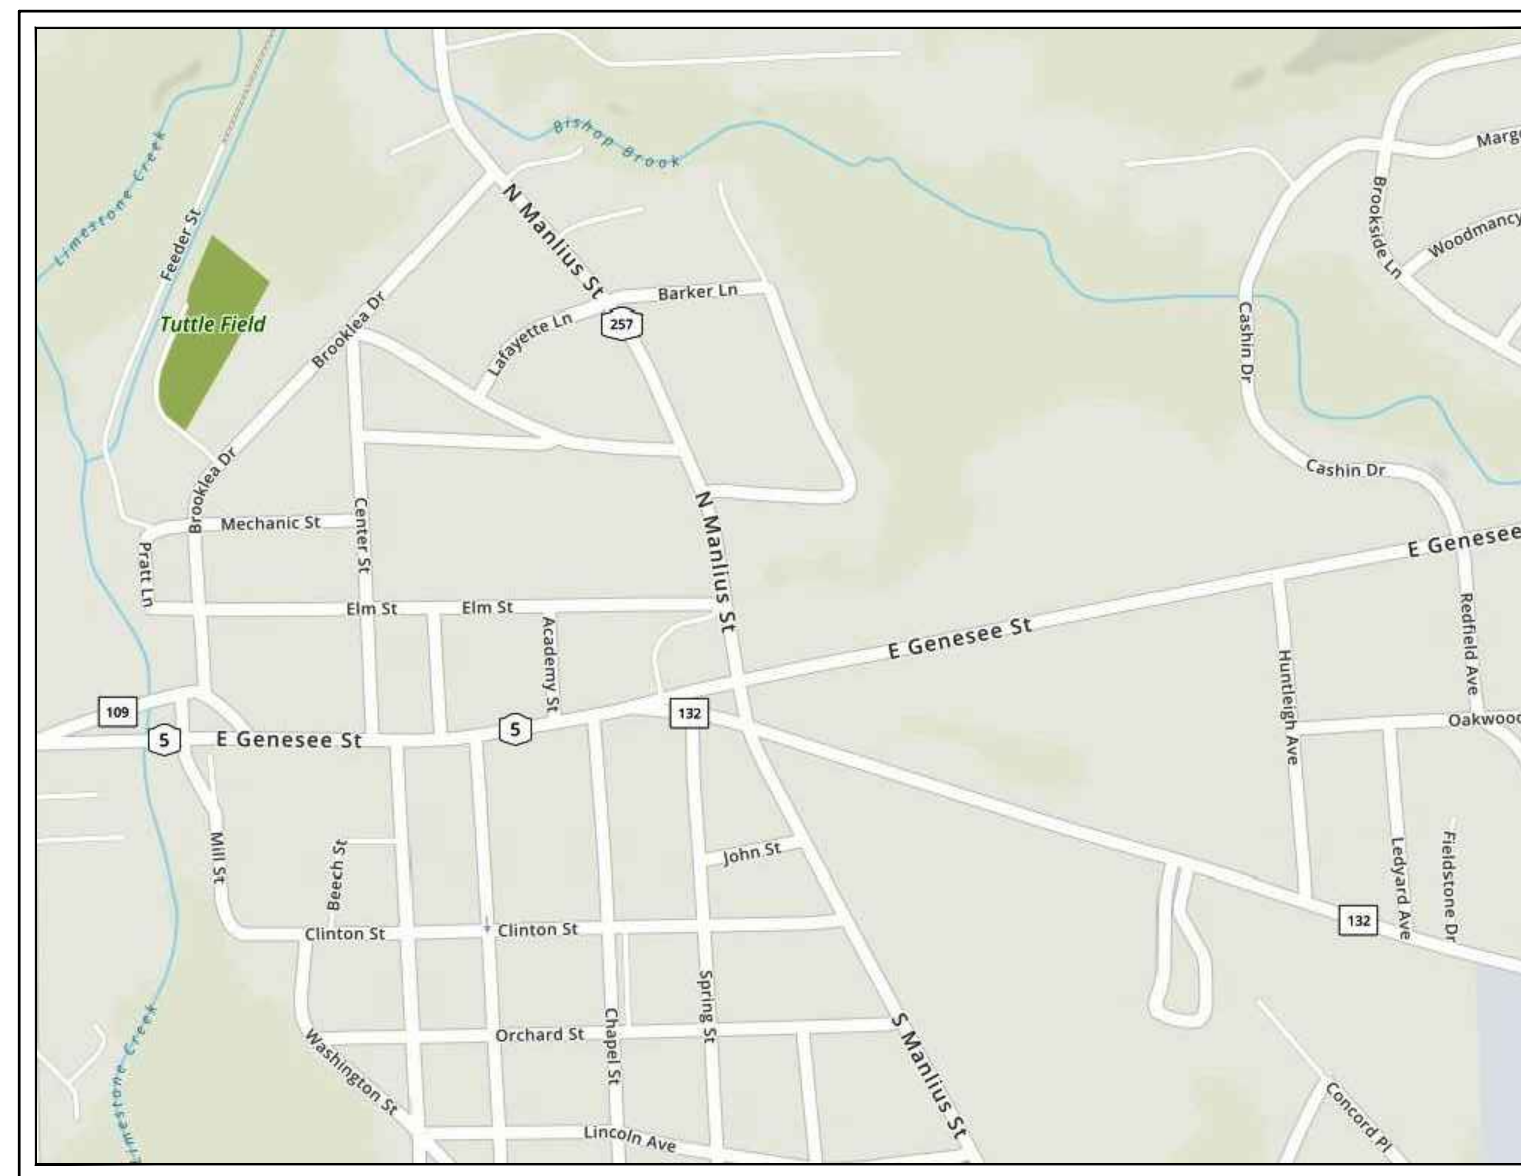 Limestone Creek
Feeder St
Bishop Brook
N Manlius St
Marg
Brookside Ln
Woodmancy
Tuttle Field
Brooklea Dr
Lafayette Ln
Barker Ln
257
Cashin Dr
Cashin Dr
Brooklea Dr
Mechanic St
Center St
N Manlius St
E Genesee
Pratt Ln
Elm St
Elm St
Academy St
E Genesee St
Redfield Ave
Huntleigh Ave
109
5
E Genesee St
5
132
Oakwood
Mill St
Beech St
John St
Ledyard Ave
Fieldstone Dr
Clinton St
Clinton St
132
Spring St
Limestone Creek
Washington St
Orchard St
Chapel St
S Manlius St
Concord Pl
Lincoln Ave